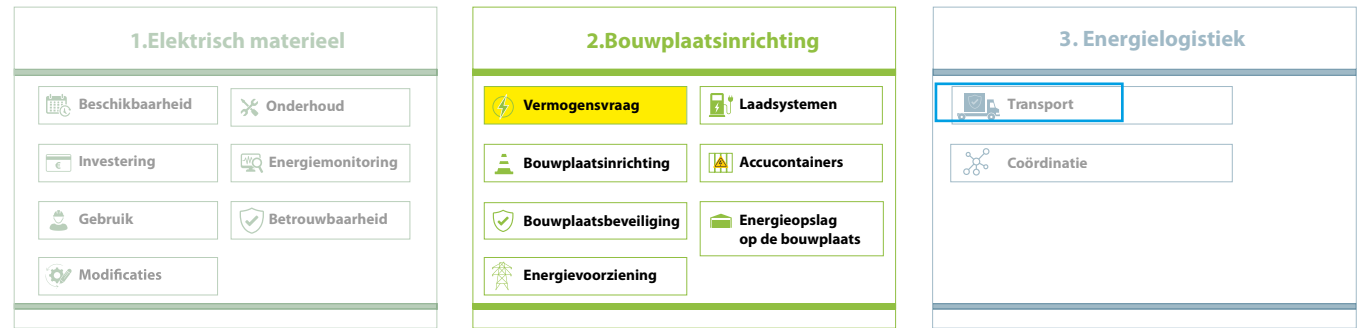 1.Elektrisch materieel
Beschikbaarheid
Onderhoud
Investering
Energiemonitoring
Gebruik
Betrouwbaarheid
Modificaties
2.Bouwplaatsinrichting
Vermogensvraag
Laadsystemen
Bouwplaatsinrichting
Accucontainers
Bouwplaatsbeveiliging
Energieopslag
op de bouwplaats
Energievoorziening
3. Energielogistiek
Transport
Coördinatie